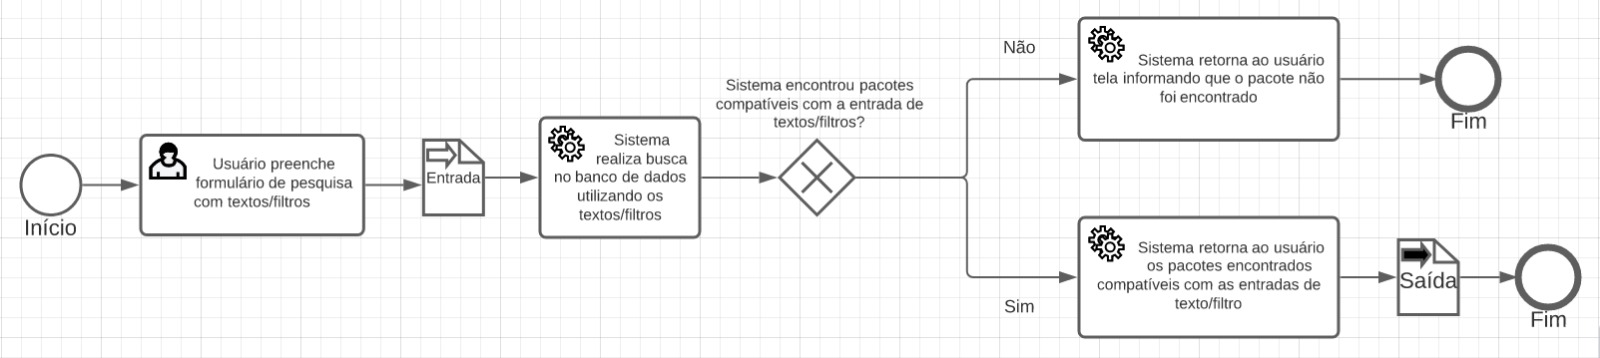 Início
Usuário preenche
formulário de pesquisa
com textos/filtros
Entrada
Sistema
realiza busca
no banco de dados
utilizando os
textos/filtros
Sistema encontrou pacotes
compatíveis com a entrada de
textos/filtros?
Não
Sistema retorna ao usuário
tela informando que o pacote não
foi encontrado
Fim
Sim
Sistema retorna ao usuário
os pacotes encontrados
compatíveis com as entradas de
texto/filtro
Saída
Fim